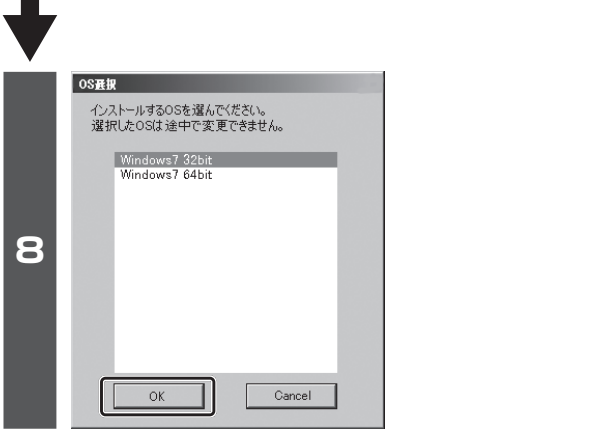 8
OS選択
インストールするOSを選んでください。
選択したOSは途中で変更できません。
Windows7 32bit
Windows7 64bit
OK
Cancel